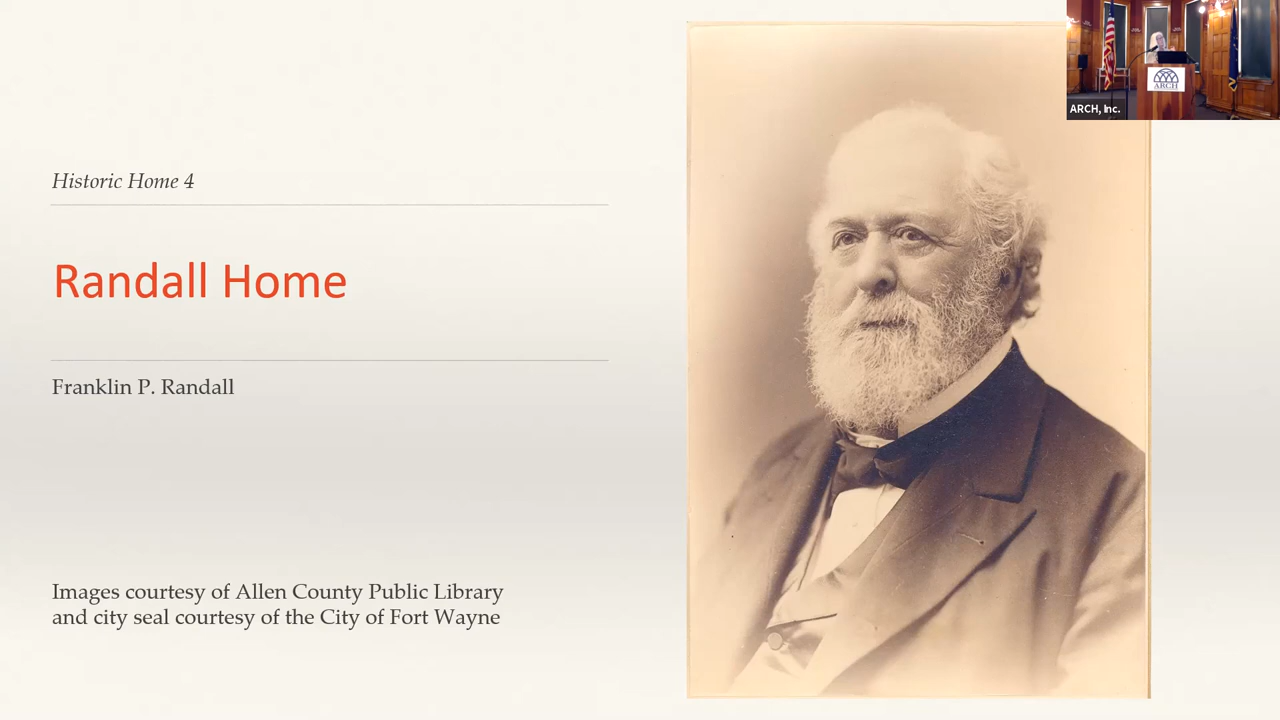 Historic Home 4
Randall Home
Franklin P. Randall
Images courtesy of Allen County Public Library
and city seal courtesy of the City of Fort Wayne
ARCH
ARCH, Inc.